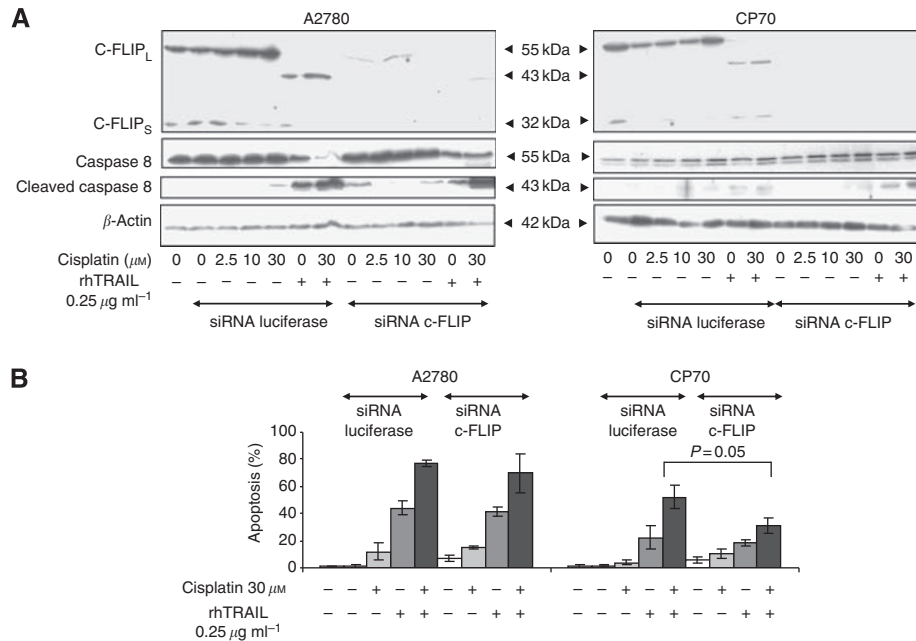 A
A2780
CP70
C-FLIPL
55 kDa
43 kDa
C-FLIPS
32 kDa
Caspase 8
55 kDa
Cleaved caspase 8
43 kDa
β-Actin
42 kDa
Cisplatin (μM) 0 0 2.5 10 30 0 30 0 2.5 10 30 0 30 0 0 2.5 10 30 0 30 0 2.5 10 30 0 30
rhTRAIL − − − − − + + − − − − + + − − − − − + + − − − − + +
0.25 μg ml−1
siRNA luciferase siRNA c-FLIP siRNA luciferase siRNA c-FLIP
B
A2780 CP70
siRNA luciferase
siRNA c-FLIP
siRNA luciferase
siRNA c-FLIP
P = 0.05
Apoptosis (%)
100
80
60
40
20
0
Cisplatin 30 μM − − + − + − + − + − − + − + − + − +
rhTRAIL − − − + + − − + + − − − + + − − + +
0.25 μg ml−1